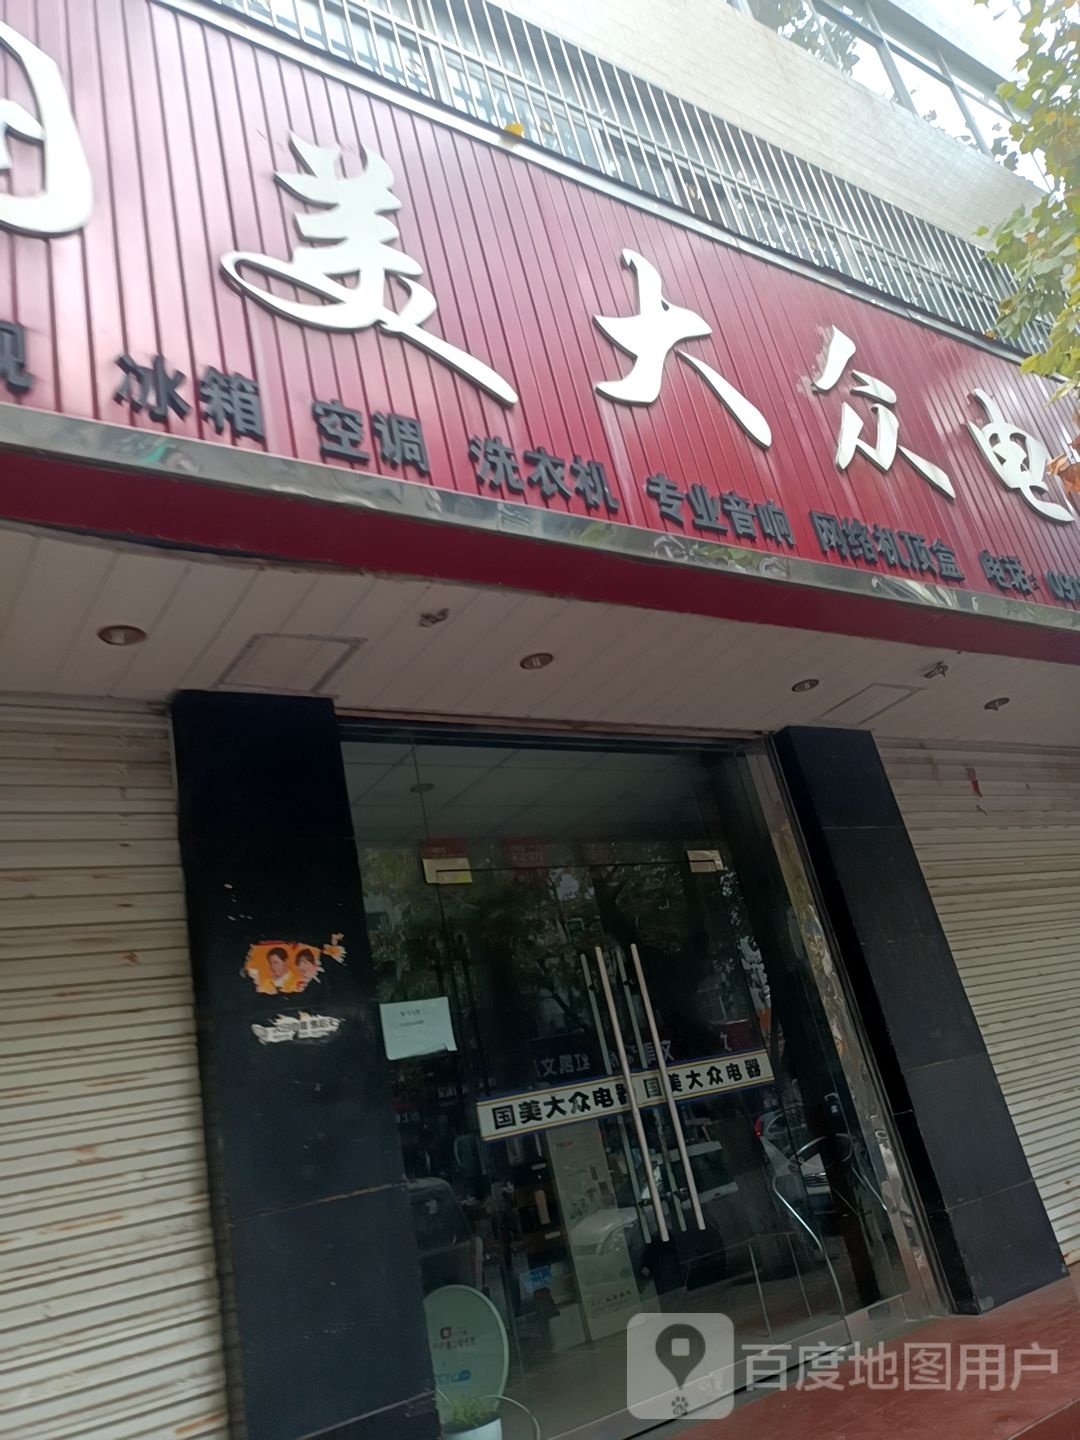 美大众电
冰箱 空调 洗衣机 专业音响 网络机顶盒 电话: 091
国美大众电器 国美大众电器
百度地图用户